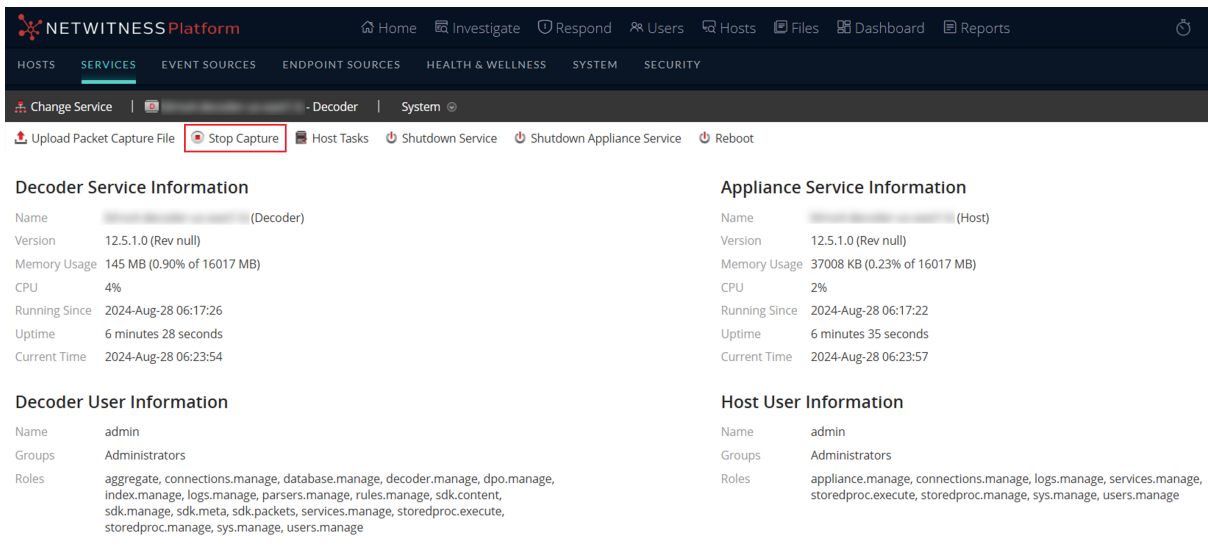 NETWITNESS Platform
Home Investigate Respond Users Hosts Files Dashboard Reports
HOSTS SERVICES EVENT SOURCES ENDPOINT SOURCES HEALTH & WELLNESS SYSTEM SECURITY
Change Service | D - Decoder | System
Upload Packet Capture File Stop Capture Host Tasks Shutdown Service Shutdown Appliance Service Reboot
Decoder Service Information
Name (Decoder)
Version 12.5.1.0 (Rev null)
Memory Usage 145 MB (0.90% of 16017 MB)
CPU 4%
Running Since 2024-Aug-28 06:17:26
Uptime 6 minutes 28 seconds
Current Time 2024-Aug-28 06:23:54
Appliance Service Information
Name (Host)
Version 12.5.1.0 (Rev null)
Memory Usage 37008 KB (0.23% of 16017 MB)
CPU 2%
Running Since 2024-Aug-28 06:17:22
Uptime 6 minutes 35 seconds
Current Time 2024-Aug-28 06:23:57
Decoder User Information
Name admin
Groups Administrators
Roles aggregate, connections.manage, database.manage, decoder.manage, dpo.manage,
index.manage, logs.manage, parsers.manage, rules.manage, sdk.content,
sdk.manage, sdk.meta, sdk.packets, services.manage, storedproc.execute,
storedproc.manage, sys.manage, users.manage
Host User Information
Name admin
Groups Administrators
Roles appliance.manage, connections.manage, logs.manage, services.manage,
storedproc.execute, storedproc.manage, sys.manage, users.manage